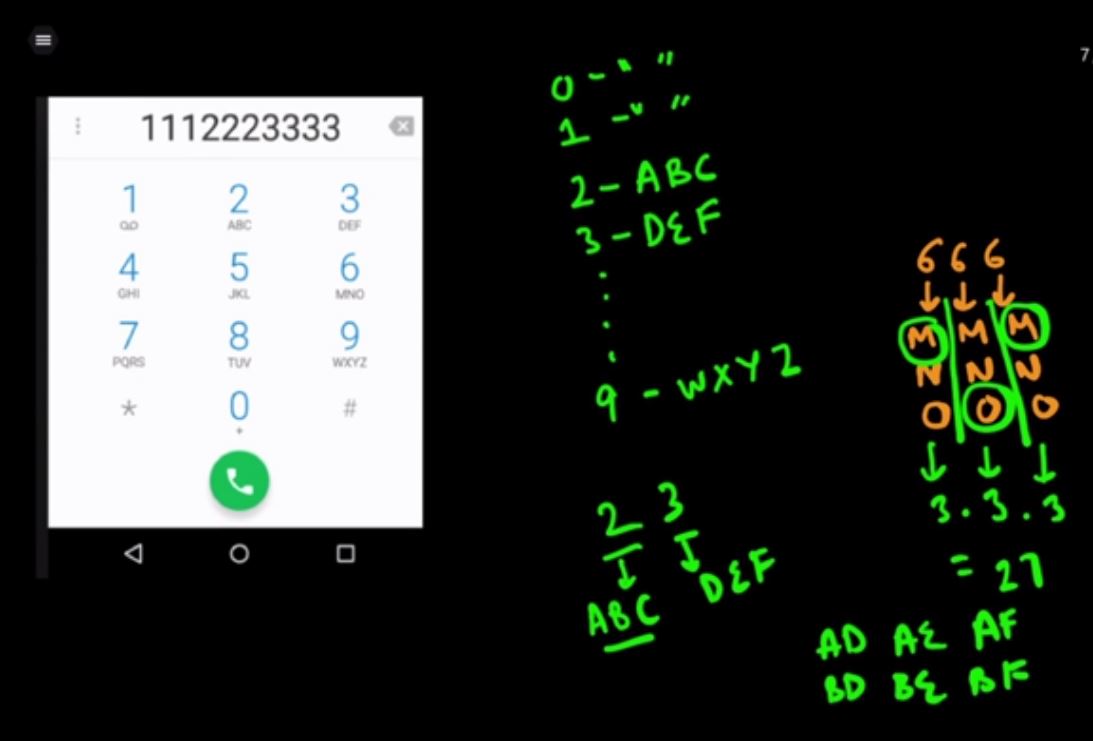 1112223333
1 2 3
ABC DEF
4 5 6
GHI JKL MNO
7 8 9
PQRS TUV WXYZ
* 0 #
+
0 - " "
1 - " "
2 - ABC
3 - DEF
9 - WXYZ
2 3
ABC DEF
6 6 6
M M M
N N N
O O O
3 . 3 . 3
= 27
AD AE AF
BD BE BF
7